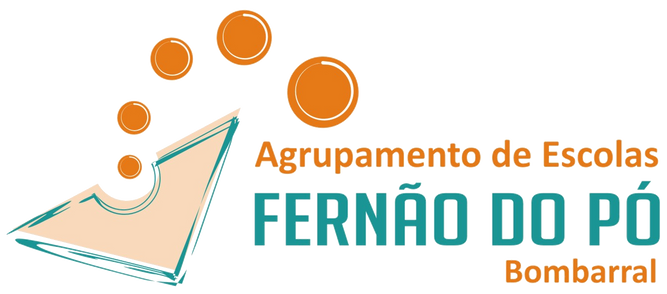 Agrupamento de Escolas
FERNÃO DO PÓ
Bombarral